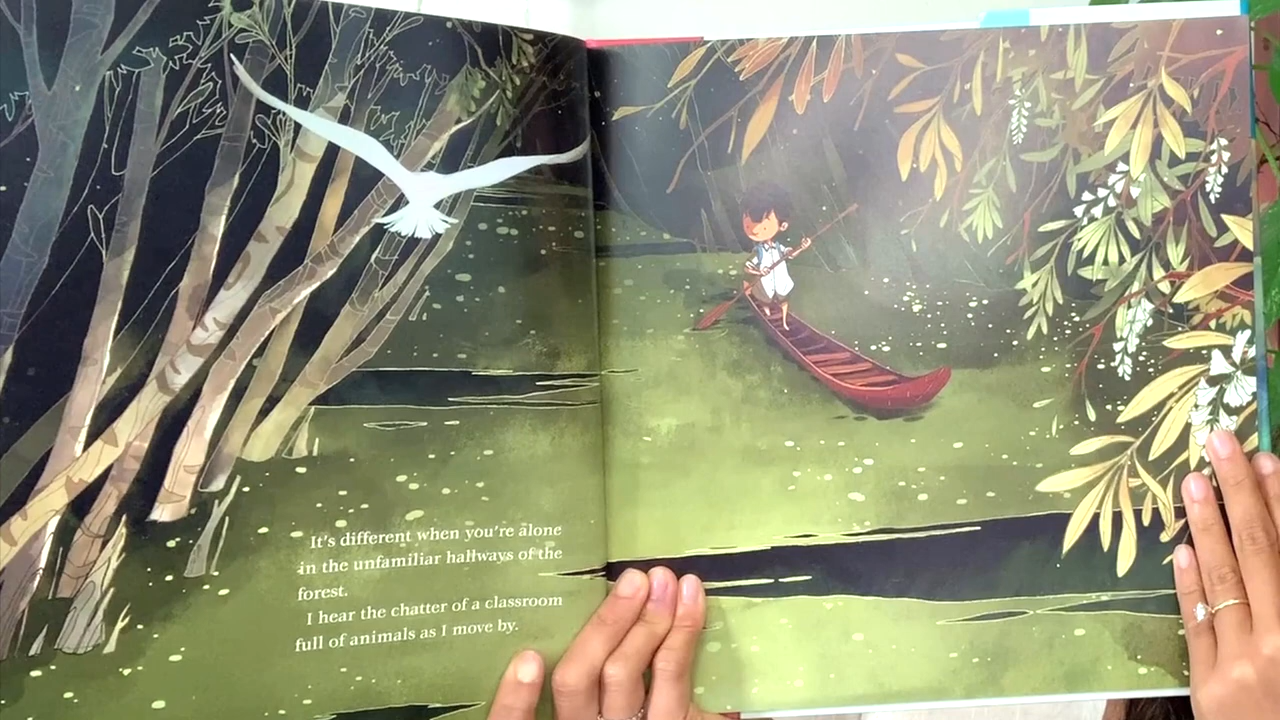 It's different when you're alone
in the unfamiliar hallways of the
forest.
I hear the chatter of a classroom
full of animals as I move by.